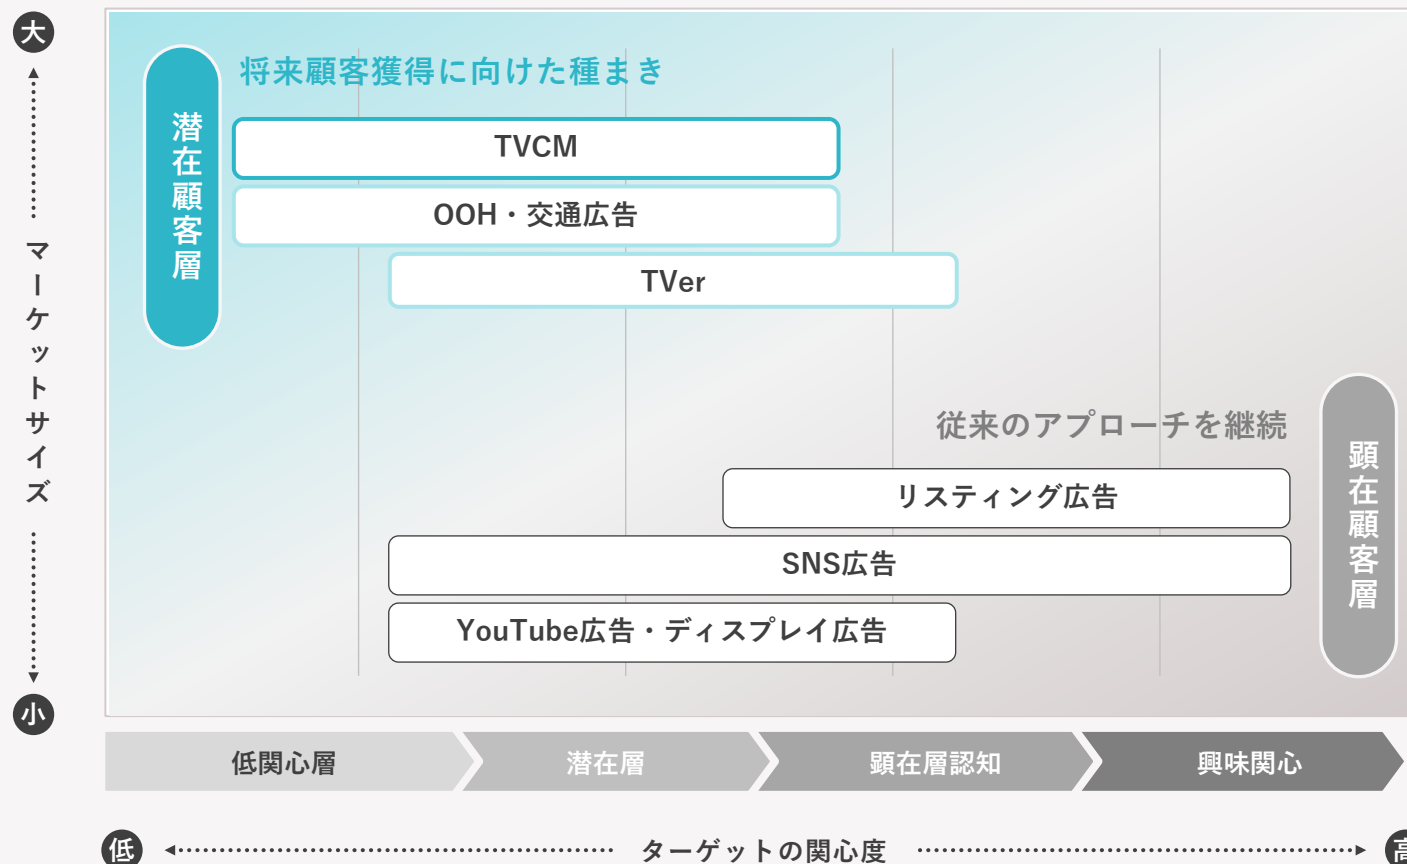 大
マーケットサイズ
小
潜在顧客層
将来顧客獲得に向けた種まき
TVCM
OOH・交通広告
TVer
従来のアプローチを継続
顕在顧客層
リスティング広告
SNS広告
YouTube広告・ディスプレイ広告
低関心層
潜在層
顕在層認知
興味関心
低
ターゲットの関心度
高